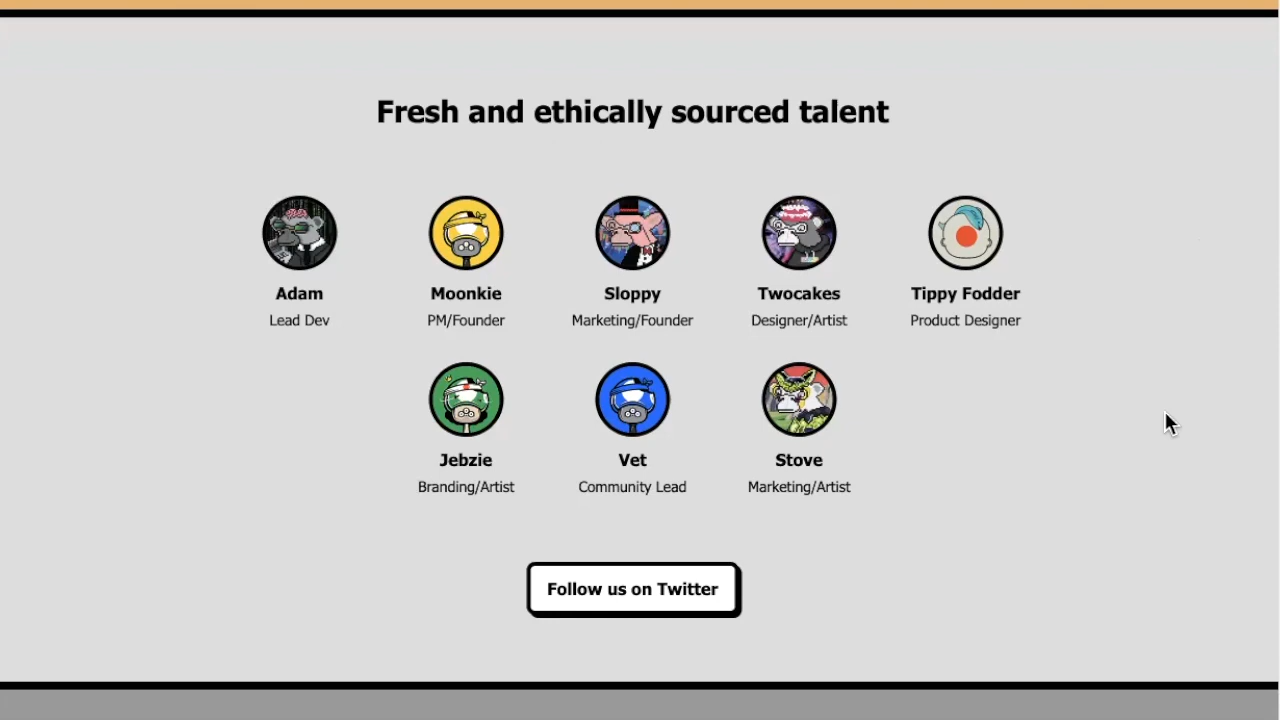 Fresh and ethically sourced talent
Adam
Lead Dev
Moonkie
PM/Founder
Sloppy
Marketing/Founder
Twocakes
Designer/Artist
Tippy Fodder
Product Designer
Jebzie
Branding/Artist
Vet
Community Lead
Stove
Marketing/Artist
Follow us on Twitter